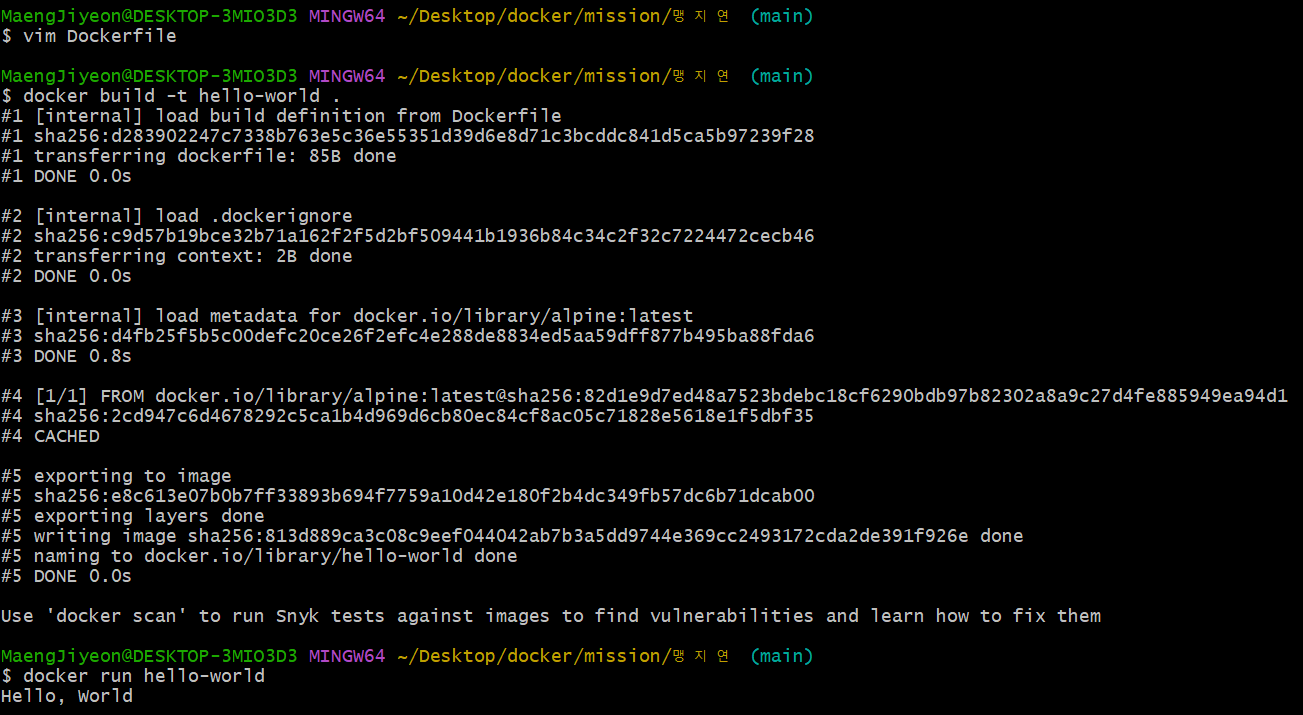 MaengJiyeon@DESKTOP-3MIO3D3 MINGW64 ~/Desktop/docker/mission/맹지연 (main)
$ vim Dockerfile
MaengJiyeon@DESKTOP-3MIO3D3 MINGW64 ~/Desktop/docker/mission/맹지연 (main)
$ docker build -t hello-world .
#1 [internal] load build definition from Dockerfile
#1 sha256:d283902247c7338b763e5c36e55351d39d6e8d71c3bcddc841d5ca5b97239f28
#1 transferring dockerfile: 85B done
#1 DONE 0.0s
#2 [internal] load .dockerignore
#2 sha256:c9d57b19bce32b71a162f2f5d2bf509441b1936b84c34c2f32c7224472cecb46
#2 transferring context: 2B done
#2 DONE 0.0s
#3 [internal] load metadata for docker.io/library/alpine:latest
#3 sha256:d4fb25f5b5c00defc20ce26f2efc4e288de8834ed5aa59dff877b495ba88fda6
#3 DONE 0.8s
#4 [1/1] FROM docker.io/library/alpine:latest@sha256:82d1e9d7ed48a7523bdebc18cf6290bdb97b82302a8a9c27d4fe885949ea94d1
#4 sha256:2cd947c6d4678292c5ca1b4d969d6cb80ec84cf8ac05c71828e5618e1f5dbf35
#4 CACHED
#5 exporting to image
#5 sha256:e8c613e07b0b7ff33893b694f7759a10d42e180f2b4dc349fb57dc6b71dcab00
#5 exporting layers done
#5 writing image sha256:813d889ca3c08c9eef044042ab7b3a5dd9744e369cc2493172cda2de391f926e done
#5 naming to docker.io/library/hello-world done
#5 DONE 0.0s
Use 'docker scan' to run Snyk tests against images to find vulnerabilities and learn how to fix them
MaengJiyeon@DESKTOP-3MIO3D3 MINGW64 ~/Desktop/docker/mission/맹지연 (main)
$ docker run hello-world
Hello, World